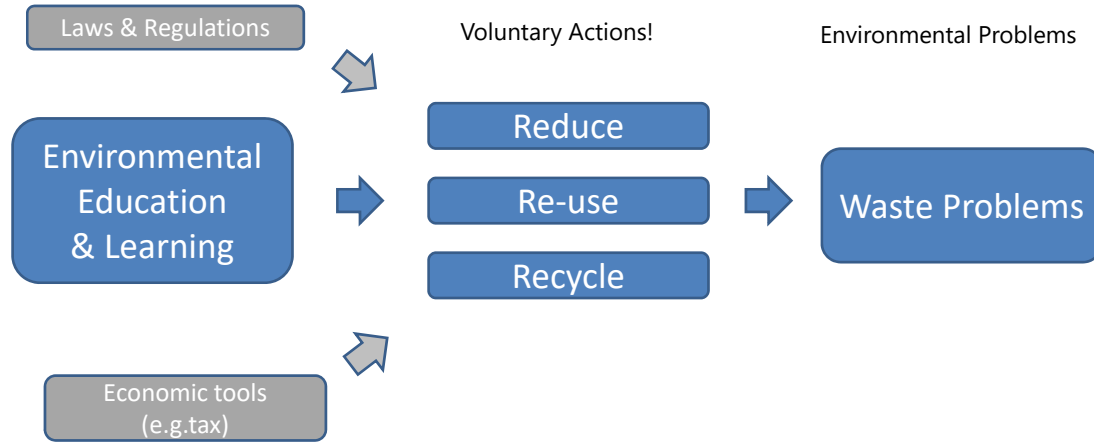 Laws & Regulations
Voluntary Actions!
Environmental Problems
Environmental
Education
& Learning
Reduce
Re-use
Recycle
Waste Problems
Economic tools
(e.g.tax)